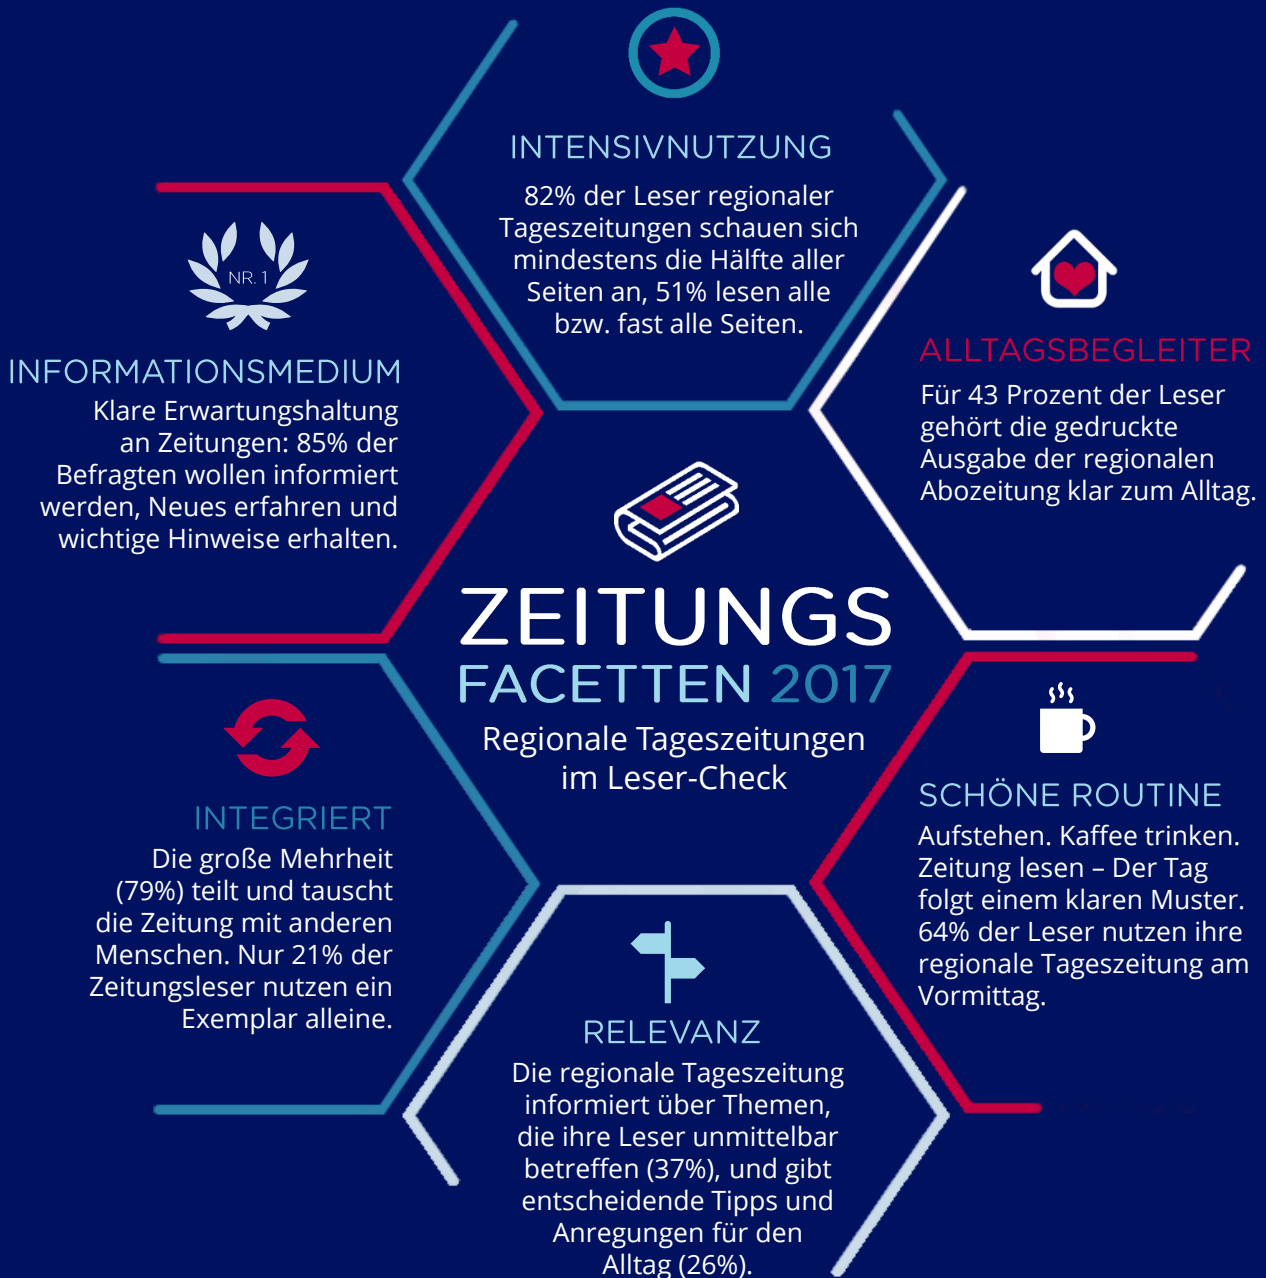 INTENSIVNUTZUNG
82% der Leser regionaler
Tageszeitungen schauen sich
mindestens die Hälfte aller
Seiten an, 51% lesen alle
bzw. fast alle Seiten.
NR. 1
INFORMATIONSMEDIUM
Klare Erwartungshaltung
an Zeitungen: 85% der
Befragten wollen informiert
werden, Neues erfahren und
wichtige Hinweise erhalten.
ALLTAGSBEGLEITER
Für 43 Prozent der Leser
gehört die gedruckte
Ausgabe der regionalen
Abozeitung klar zum Alltag.
ZEITUNGS
FACETTEN 2017
Regionale Tageszeitungen
im Leser-Check
INTEGRIERT
Die große Mehrheit
(79%) teilt und tauscht
die Zeitung mit anderen
Menschen. Nur 21% der
Zeitungsleser nutzen ein
Exemplar alleine.
SCHÖNE ROUTINE
Aufstehen. Kaffee trinken.
Zeitung lesen – Der Tag
folgt einem klaren Muster.
64% der Leser nutzen ihre
regionale Tageszeitung am
Vormittag.
RELEVANZ
Die regionale Tageszeitung
informiert über Themen,
die ihre Leser unmittelbar
betreffen (37%), und gibt
entscheidende Tipps und
Anregungen für den
Alltag (26%).